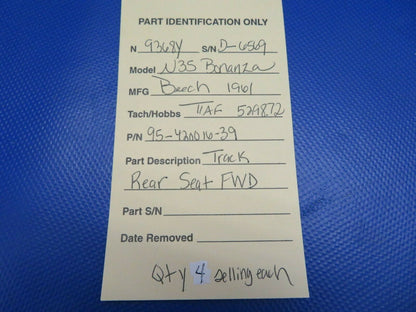 PART IDENTIFICATION ONLY
N 9368Y S/N D-6569
Model N35 Bonanza
MFG Beech 1961
Tach/Hobbs TTAF 5298.72
P/N 95-420016-39
Part Description Track
Rear Seat FWD
Part S/N
Date Removed
Qty 4 selling each